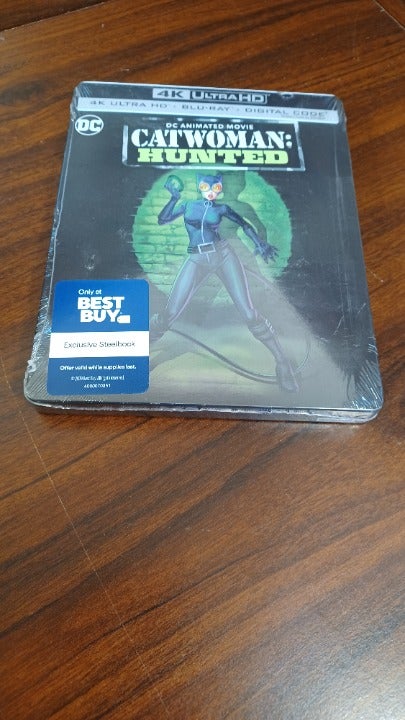 4K ULTRA HD
4K ULTRA HD · BLU-RAY · DIGITAL CODE
DC
DC ANIMATED MOVIE
CATWOMAN:
HUNTED
Only at
BEST
BUY
Exclusive Steelbook
Offer valid while supplies last.